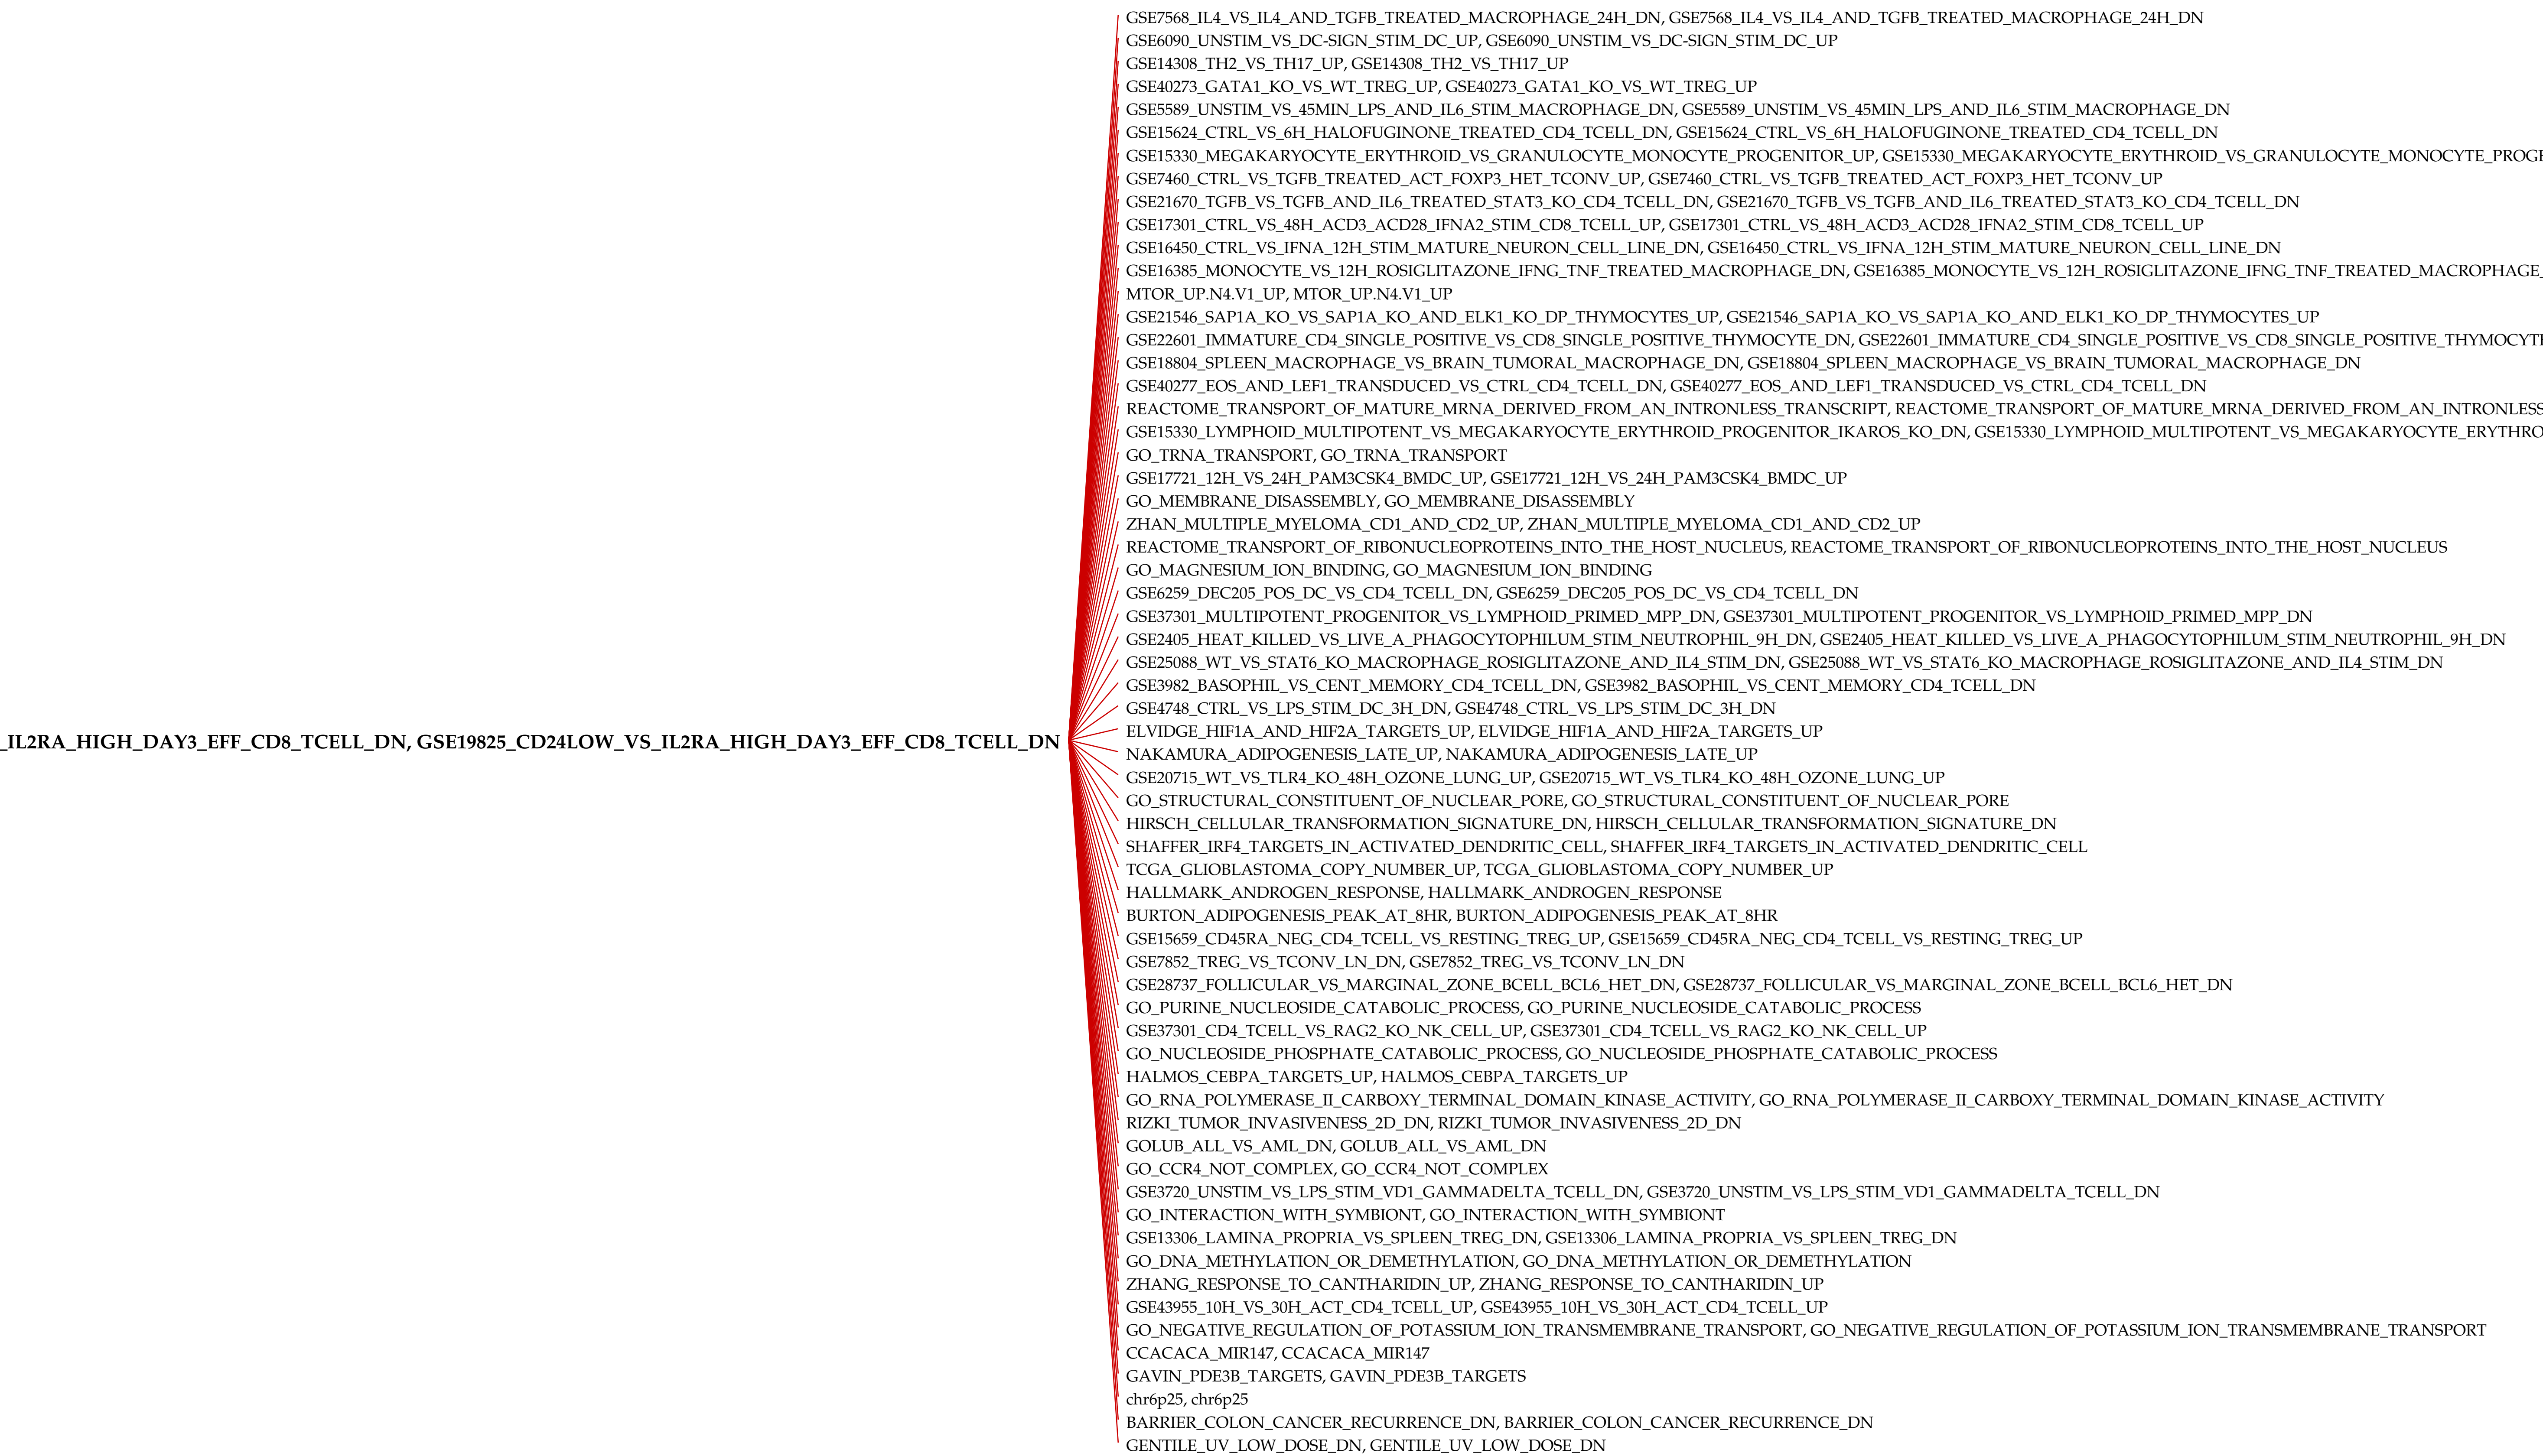 GSE7568_IL4_VS_IL4_AND_TGFB_TREATED_MACROPHAGE_24H_DN, GSE7568_IL4_VS_IL4_AND_TGFB_TREATED_MACROPHAGE_24H_DN
GSE6090_UNSTIM_VS_DC-SIGN_STIM_DC_UP, GSE6090_UNSTIM_VS_DC-SIGN_STIM_DC_UP
GSE14308_TH2_VS_TH17_UP, GSE14308_TH2_VS_TH17_UP
GSE40273_GATA1_KO_VS_WT_TREG_UP, GSE40273_GATA1_KO_VS_WT_TREG_UP
GSE5589_UNSTIM_VS_45MIN_LPS_AND_IL6_STIM_MACROPHAGE_DN, GSE5589_UNSTIM_VS_45MIN_LPS_AND_IL6_STIM_MACROPHAGE_DN
GSE15624_CTRL_VS_6H_HALOFUGINONE_TREATED_CD4_TCELL_DN, GSE15624_CTRL_VS_6H_HALOFUGINONE_TREATED_CD4_TCELL_DN
GSE15330_MEGAKARYOCYTE_ERYTHROID_VS_GRANULOCYTE_MONOCYTE_PROGENITOR_UP, GSE15330_MEGAKARYOCYTE_ERYTHROID_VS_GRANULOCYTE_MONOCYTE_PROGE
GSE7460_CTRL_VS_TGFB_TREATED_ACT_FOXP3_HET_TCONV_UP, GSE7460_CTRL_VS_TGFB_TREATED_ACT_FOXP3_HET_TCONV_UP
GSE21670_TGFB_VS_TGFB_AND_IL6_TREATED_STAT3_KO_CD4_TCELL_DN, GSE21670_TGFB_VS_TGFB_AND_IL6_TREATED_STAT3_KO_CD4_TCELL_DN
GSE17301_CTRL_VS_48H_ACD3_ACD28_IFNA2_STIM_CD8_TCELL_UP, GSE17301_CTRL_VS_48H_ACD3_ACD28_IFNA2_STIM_CD8_TCELL_UP
GSE16450_CTRL_VS_IFNA_12H_STIM_MATURE_NEURON_CELL_LINE_DN, GSE16450_CTRL_VS_IFNA_12H_STIM_MATURE_NEURON_CELL_LINE_DN
GSE16385_MONOCYTE_VS_12H_ROSIGLITAZONE_IFNG_TNF_TREATED_MACROPHAGE_DN, GSE16385_MONOCYTE_VS_12H_ROSIGLITAZONE_IFNG_TNF_TREATED_MACROPHAGE_
MTOR_UP.N4.V1_UP, MTOR_UP.N4.V1_UP
GSE21546_SAP1A_KO_VS_SAP1A_KO_AND_ELK1_KO_DP_THYMOCYTES_UP, GSE21546_SAP1A_KO_VS_SAP1A_KO_AND_ELK1_KO_DP_THYMOCYTES_UP
GSE22601_IMMATURE_CD4_SINGLE_POSITIVE_VS_CD8_SINGLE_POSITIVE_THYMOCYTE_DN, GSE22601_IMMATURE_CD4_SINGLE_POSITIVE_VS_CD8_SINGLE_POSITIVE_THYMOCYTE
GSE18804_SPLEEN_MACROPHAGE_VS_BRAIN_TUMORAL_MACROPHAGE_DN, GSE18804_SPLEEN_MACROPHAGE_VS_BRAIN_TUMORAL_MACROPHAGE_DN
GSE40277_EOS_AND_LEF1_TRANSDUCED_VS_CTRL_CD4_TCELL_DN, GSE40277_EOS_AND_LEF1_TRANSDUCED_VS_CTRL_CD4_TCELL_DN
REACTOME_TRANSPORT_OF_MATURE_MRNA_DERIVED_FROM_AN_INTRONLESS_TRANSCRIPT, REACTOME_TRANSPORT_OF_MATURE_MRNA_DERIVED_FROM_AN_INTRONLESS
GSE15330_LYMPHOID_MULTIPOTENT_VS_MEGAKARYOCYTE_ERYTHROID_PROGENITOR_IKAROS_KO_DN, GSE15330_LYMPHOID_MULTIPOTENT_VS_MEGAKARYOCYTE_ERYTHRO
GO_TRNA_TRANSPORT, GO_TRNA_TRANSPORT
GSE17721_12H_VS_24H_PAM3CSK4_BMDC_UP, GSE17721_12H_VS_24H_PAM3CSK4_BMDC_UP
GO_MEMBRANE_DISASSEMBLY, GO_MEMBRANE_DISASSEMBLY
ZHAN_MULTIPLE_MYELOMA_CD1_AND_CD2_UP, ZHAN_MULTIPLE_MYELOMA_CD1_AND_CD2_UP
REACTOME_TRANSPORT_OF_RIBONUCLEOPROTEINS_INTO_THE_HOST_NUCLEUS, REACTOME_TRANSPORT_OF_RIBONUCLEOPROTEINS_INTO_THE_HOST_NUCLEUS
GO_MAGNESIUM_ION_BINDING, GO_MAGNESIUM_ION_BINDING
GSE6259_DEC205_POS_DC_VS_CD4_TCELL_DN, GSE6259_DEC205_POS_DC_VS_CD4_TCELL_DN
GSE37301_MULTIPOTENT_PROGENITOR_VS_LYMPHOID_PRIMED_MPP_DN, GSE37301_MULTIPOTENT_PROGENITOR_VS_LYMPHOID_PRIMED_MPP_DN
GSE2405_HEAT_KILLED_VS_LIVE_A_PHAGOCYTOPHILUM_STIM_NEUTROPHIL_9H_DN, GSE2405_HEAT_KILLED_VS_LIVE_A_PHAGOCYTOPHILUM_STIM_NEUTROPHIL_9H_DN
GSE25088_WT_VS_STAT6_KO_MACROPHAGE_ROSIGLITAZONE_AND_IL4_STIM_DN, GSE25088_WT_VS_STAT6_KO_MACROPHAGE_ROSIGLITAZONE_AND_IL4_STIM_DN
GSE3982_BASOPHIL_VS_CENT_MEMORY_CD4_TCELL_DN, GSE3982_BASOPHIL_VS_CENT_MEMORY_CD4_TCELL_DN
GSE4748_CTRL_VS_LPS_STIM_DC_3H_DN, GSE4748_CTRL_VS_LPS_STIM_DC_3H_DN
ELVIDGE_HIF1A_AND_HIF2A_TARGETS_UP, ELVIDGE_HIF1A_AND_HIF2A_TARGETS_UP
_IL2RA_HIGH_DAY3_EFF_CD8_TCELL_DN, GSE19825_CD24LOW_VS_IL2RA_HIGH_DAY3_EFF_CD8_TCELL_DN
NAKAMURA_ADIPOGENESIS_LATE_UP, NAKAMURA_ADIPOGENESIS_LATE_UP
GSE20715_WT_VS_TLR4_KO_48H_OZONE_LUNG_UP, GSE20715_WT_VS_TLR4_KO_48H_OZONE_LUNG_UP
GO_STRUCTURAL_CONSTITUENT_OF_NUCLEAR_PORE, GO_STRUCTURAL_CONSTITUENT_OF_NUCLEAR_PORE
HIRSCH_CELLULAR_TRANSFORMATION_SIGNATURE_DN, HIRSCH_CELLULAR_TRANSFORMATION_SIGNATURE_DN
SHAFFER_IRF4_TARGETS_IN_ACTIVATED_DENDRITIC_CELL, SHAFFER_IRF4_TARGETS_IN_ACTIVATED_DENDRITIC_CELL
TCGA_GLIOBLASTOMA_COPY_NUMBER_UP, TCGA_GLIOBLASTOMA_COPY_NUMBER_UP
HALLMARK_ANDROGEN_RESPONSE, HALLMARK_ANDROGEN_RESPONSE
BURTON_ADIPOGENESIS_PEAK_AT_8HR, BURTON_ADIPOGENESIS_PEAK_AT_8HR
GSE15659_CD45RA_NEG_CD4_TCELL_VS_RESTING_TREG_UP, GSE15659_CD45RA_NEG_CD4_TCELL_VS_RESTING_TREG_UP
GSE7852_TREG_VS_TCONV_LN_DN, GSE7852_TREG_VS_TCONV_LN_DN
GSE28737_FOLLICULAR_VS_MARGINAL_ZONE_BCELL_BCL6_HET_DN, GSE28737_FOLLICULAR_VS_MARGINAL_ZONE_BCELL_BCL6_HET_DN
GO_PURINE_NUCLEOSIDE_CATABOLIC_PROCESS, GO_PURINE_NUCLEOSIDE_CATABOLIC_PROCESS
GSE37301_CD4_TCELL_VS_RAG2_KO_NK_CELL_UP, GSE37301_CD4_TCELL_VS_RAG2_KO_NK_CELL_UP
GO_NUCLEOSIDE_PHOSPHATE_CATABOLIC_PROCESS, GO_NUCLEOSIDE_PHOSPHATE_CATABOLIC_PROCESS
HALMOS_CEBPA_TARGETS_UP, HALMOS_CEBPA_TARGETS_UP
GO_RNA_POLYMERASE_II_CARBOXY_TERMINAL_DOMAIN_KINASE_ACTIVITY, GO_RNA_POLYMERASE_II_CARBOXY_TERMINAL_DOMAIN_KINASE_ACTIVITY
RIZKI_TUMOR_INVASIVENESS_2D_DN, RIZKI_TUMOR_INVASIVENESS_2D_DN
GOLUB_ALL_VS_AML_DN, GOLUB_ALL_VS_AML_DN
GO_CCR4_NOT_COMPLEX, GO_CCR4_NOT_COMPLEX
GSE3720_UNSTIM_VS_LPS_STIM_VD1_GAMMADELTA_TCELL_DN, GSE3720_UNSTIM_VS_LPS_STIM_VD1_GAMMADELTA_TCELL_DN
GO_INTERACTION_WITH_SYMBIONT, GO_INTERACTION_WITH_SYMBIONT
GSE13306_LAMINA_PROPRIA_VS_SPLEEN_TREG_DN, GSE13306_LAMINA_PROPRIA_VS_SPLEEN_TREG_DN
GO_DNA_METHYLATION_OR_DEMETHYLATION, GO_DNA_METHYLATION_OR_DEMETHYLATION
ZHANG_RESPONSE_TO_CANTHARIDIN_UP, ZHANG_RESPONSE_TO_CANTHARIDIN_UP
GSE43955_10H_VS_30H_ACT_CD4_TCELL_UP, GSE43955_10H_VS_30H_ACT_CD4_TCELL_UP
GO_NEGATIVE_REGULATION_OF_POTASSIUM_ION_TRANSMEMBRANE_TRANSPORT, GO_NEGATIVE_REGULATION_OF_POTASSIUM_ION_TRANSMEMBRANE_TRANSPORT
CCACACA_MIR147, CCACACA_MIR147
GAVIN_PDE3B_TARGETS, GAVIN_PDE3B_TARGETS
chr6p25, chr6p25
BARRIER_COLON_CANCER_RECURRENCE_DN, BARRIER_COLON_CANCER_RECURRENCE_DN
GENTILE_UV_LOW_DOSE_DN, GENTILE_UV_LOW_DOSE_DN